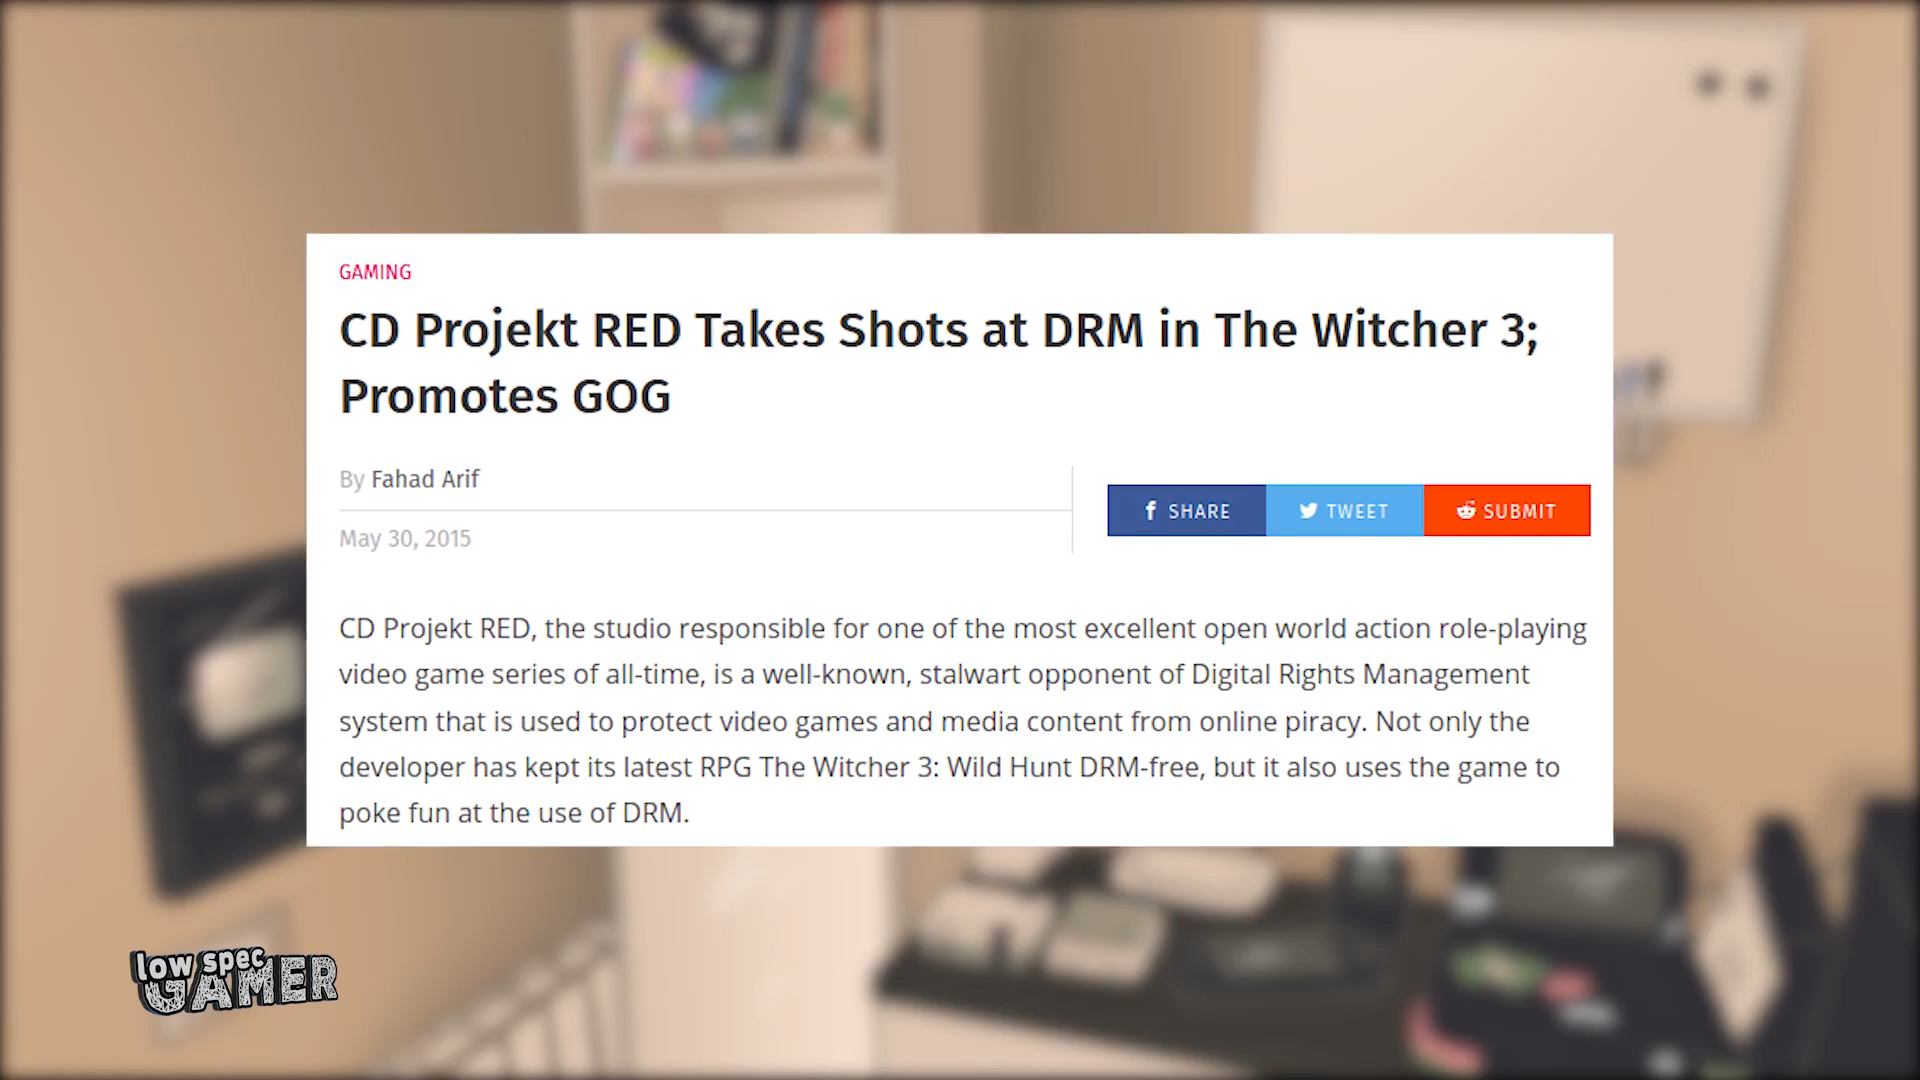 GAMING
CD Projekt RED Takes Shots at DRM in The Witcher 3;
Promotes GOG
By Fahad Arif
May 30, 2015
SHARE
TWEET
SUBMIT
CD Projekt RED, the studio responsible for one of the most excellent open world action role-playing
video game series of all-time, is a well-known, stalwart opponent of Digital Rights Management
system that is used to protect video games and media content from online piracy. Not only the
developer has kept its latest RPG The Witcher 3: Wild Hunt DRM-free, but it also uses the game to
poke fun at the use of DRM.
low spec
GAMER